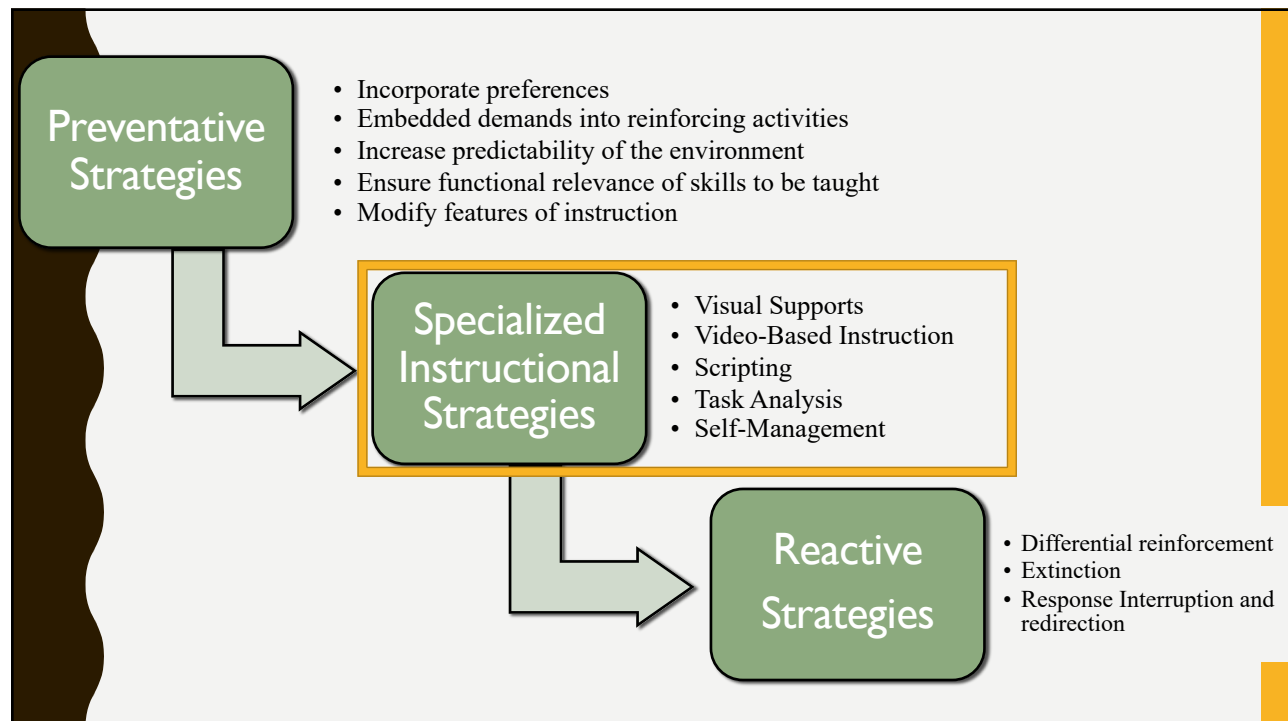 Preventative
Strategies
• Incorporate preferences
• Embedded demands into reinforcing activities
• Increase predictability of the environment
• Ensure functional relevance of skills to be taught
• Modify features of instruction
Specialized
Instructional
Strategies
• Visual Supports
• Video-Based Instruction
• Scripting
• Task Analysis
• Self-Management
Reactive
Strategies
• Differential reinforcement
• Extinction
• Response Interruption and
redirection